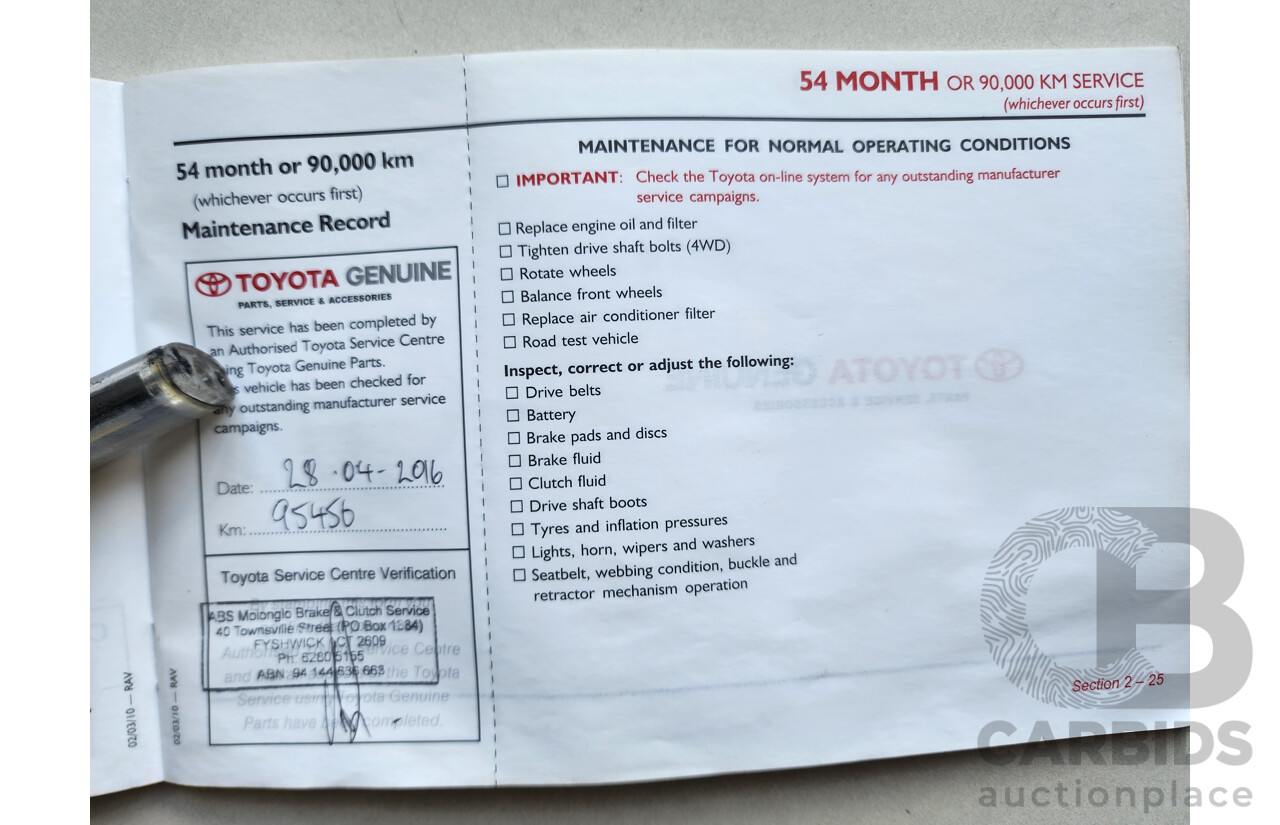 54 MONTH OR 90,000 KM SERVICE
(whichever occurs first)
54 month or 90,000 km
(whichever occurs first)
Maintenance Record
TOYOTA GENUINE
PARTS, SERVICE & ACCESSORIES
This service has been completed by
an Authorised Toyota Service Centre
ing Toyota Genuine Parts.
s vehicle has been checked for
any outstanding manufacturer service
campaigns.
Date: 28-04-2016
Km: 95456
Toyota Service Centre Verification
ABS Molonglo Brake & Clutch Service
40 Townsville Street (PO Box 1384)
FYSHWICK ACT 2609
Ph: 6280 5155
ABN: 94 144 636 663
Service using Toyota Genuine
Parts have been completed.
02/03/10 — RAV
02/03/10 — RAV
MAINTENANCE FOR NORMAL OPERATING CONDITIONS
IMPORTANT: Check the Toyota on-line system for any outstanding manufacturer
service campaigns.
Replace engine oil and filter
Tighten drive shaft bolts (4WD)
Rotate wheels
Balance front wheels
Replace air conditioner filter
Road test vehicle
Inspect, correct or adjust the following:
Drive belts
Battery
Brake pads and discs
Brake fluid
Clutch fluid
Drive shaft boots
Tyres and inflation pressures
Lights, horn, wipers and washers
Seatbelt, webbing condition, buckle and
retractor mechanism operation
Section 2 – 25
CB
CARBIDS
auctionplace